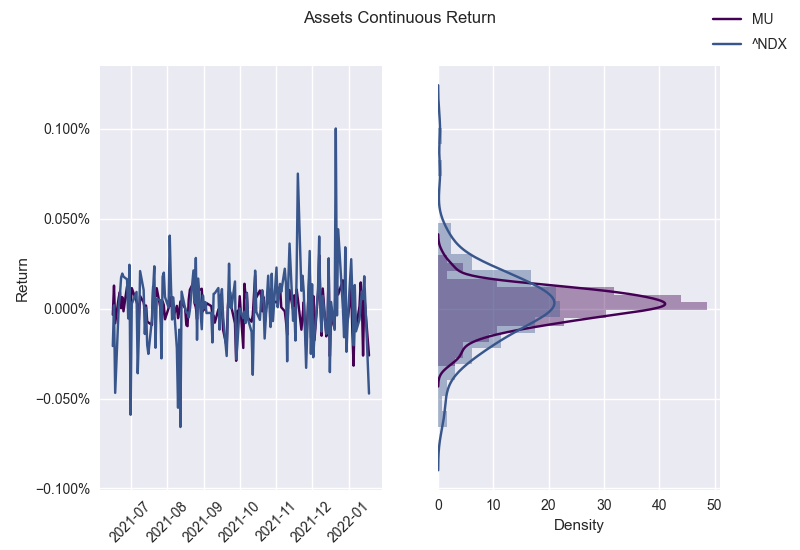 Assets Continuous Return
MU
^NDX
0.100%
0.050%
0.000%
−0.050%
−0.100%
Return
2021-07
2021-08
2021-09
2021-10
2021-11
2021-12
2022-01
0 10 20 30 40 50
Density